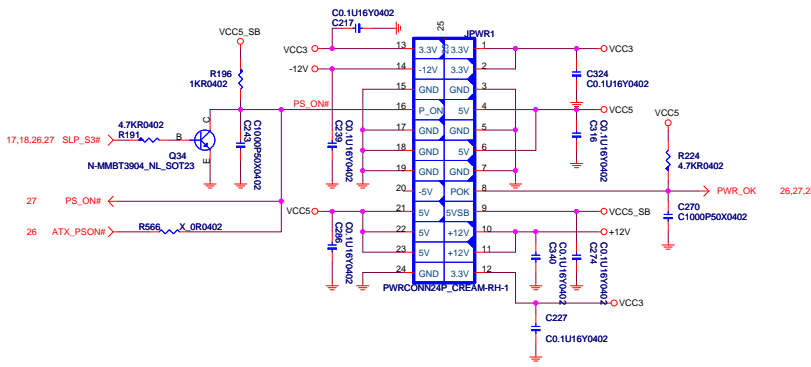 C0.1U16Y0402
C217
25
JPWR1
VCC5_SB
VCC3
13
3.3V
25
3.3V
1
VCC3
R196
1KR0402
-12V
14
-12V
3.3V
2
C324
C0.1U16Y0402
15
GND
GND
3
PS_ON#
16
P_ON
5V
4
VCC5
4.7KR0402
17,18,26,27
SLP_S3#
R191
B
C
E
Q34
N-MMBT3904_NL_SOT23
C243
C1000P50X0402
C239
C0.1U16Y0402
17
GND
GND
5
C316
C0.1U16Y0402
VCC5
18
GND
5V
6
R224
4.7KR0402
19
GND
GND
7
20
-5V
POK
8
PWR_OK
26,27,2
27
PS_ON#
C270
C1000P50X0402
VCC5
21
5V
5VSB
9
VCC5_SB
26
ATX_PSON#
R566
X_0R0402
C286
C0.1U16Y0402
22
5V
+12V
10
+12V
23
5V
+12V
11
C340
C0.1U16Y0402
C274
C0.1U16Y0402
24
GND
3.3V
12
PWRCONN24P_CREAM-RH-1
VCC3
C227
C0.1U16Y0402